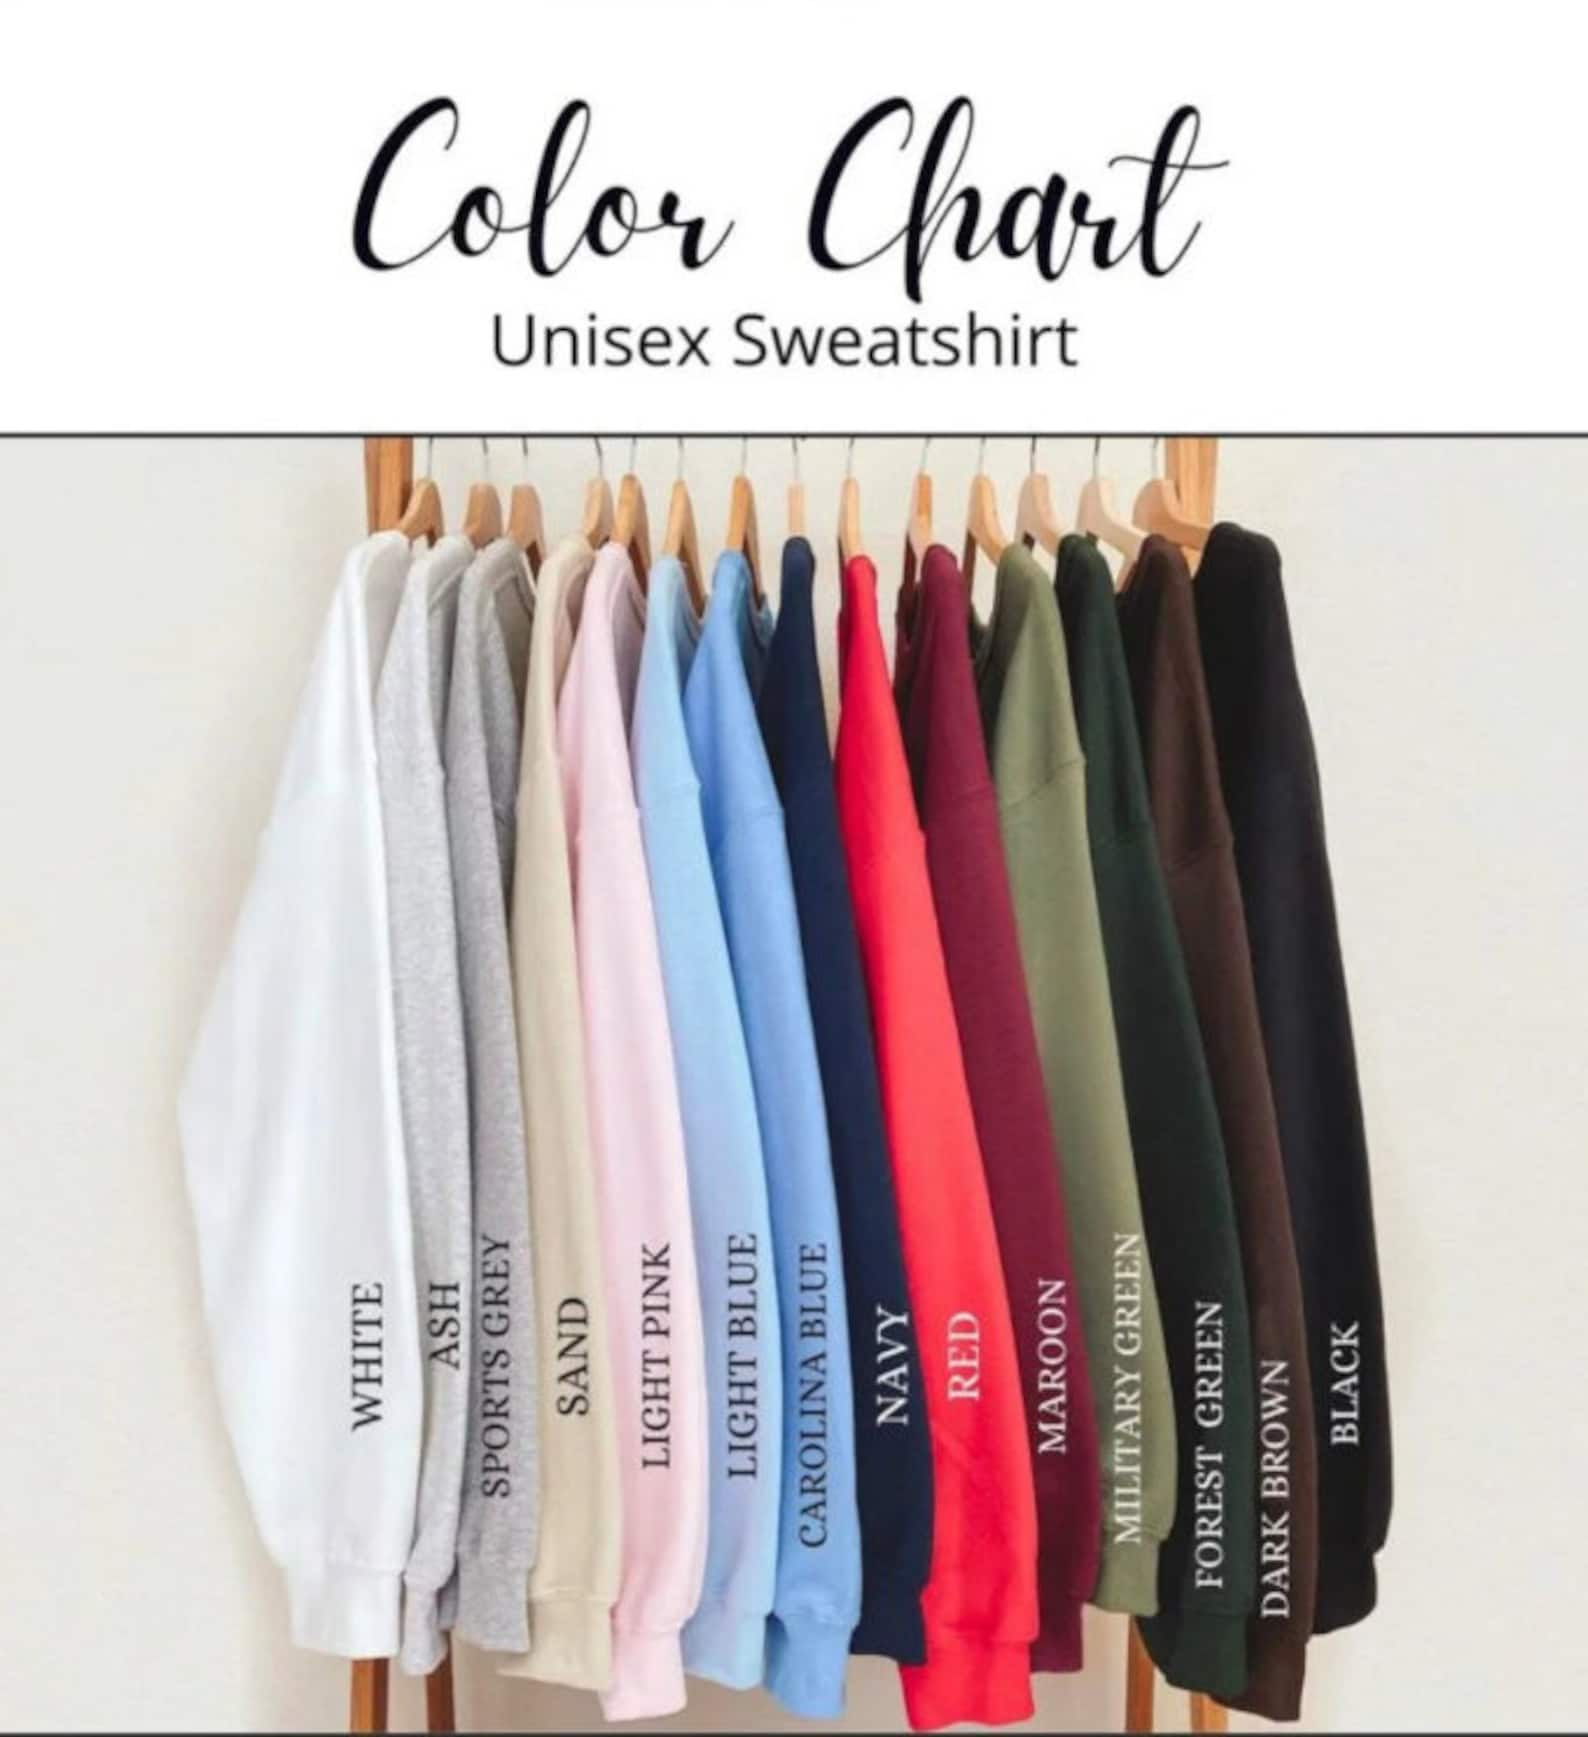 Color Chart
Unisex Sweatshirt
WHITE
ASH
SPORTS GREY
SAND
LIGHT PINK
LIGHT BLUE
CAROLINA BLUE
NAVY
RED
MAROON
MILITARY GREEN
FOREST GREEN
DARK BROWN
BLACK